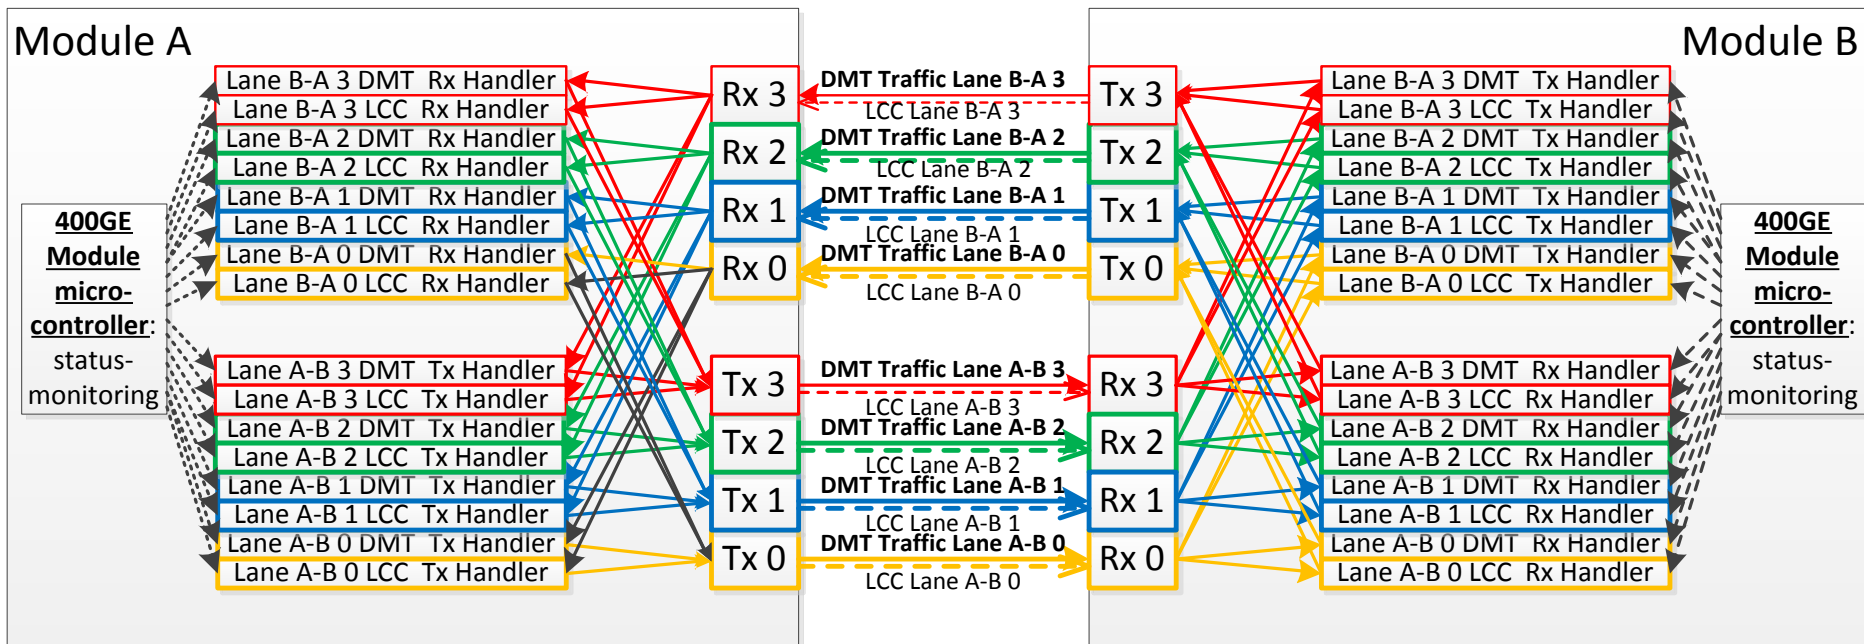 Module A
Module B
Lane B-A 3 DMT Rx Handler
Lane B-A 3 LCC Rx Handler
Lane B-A 2 DMT Rx Handler
Lane B-A 2 LCC Rx Handler
Lane B-A 1 DMT Rx Handler
Lane B-A 1 LCC Rx Handler
Lane B-A 0 DMT Rx Handler
Lane B-A 0 LCC Rx Handler
400GE
Module
micro-
controller:
status-
monitoring
Lane A-B 3 DMT Tx Handler
Lane A-B 3 LCC Tx Handler
Lane A-B 2 DMT Tx Handler
Lane A-B 2 LCC Tx Handler
Lane A-B 1 DMT Tx Handler
Lane A-B 1 LCC Tx Handler
Lane A-B 0 DMT Tx Handler
Lane A-B 0 LCC Tx Handler
Rx 3
Rx 2
Rx 1
Rx 0
Tx 3
Tx 2
Tx 1
Tx 0
DMT Traffic Lane B-A 3
LCC Lane B-A 3
DMT Traffic Lane B-A 2
LCC Lane B-A 2
DMT Traffic Lane B-A 1
LCC Lane B-A 1
DMT Traffic Lane B-A 0
LCC Lane B-A 0
DMT Traffic Lane A-B 3
LCC Lane A-B 3
DMT Traffic Lane A-B 2
LCC Lane A-B 2
DMT Traffic Lane A-B 1
LCC Lane A-B 1
DMT Traffic Lane A-B 0
LCC Lane A-B 0
Tx 3
Tx 2
Tx 1
Tx 0
Rx 3
Rx 2
Rx 1
Rx 0
Lane B-A 3 DMT Tx Handler
Lane B-A 3 LCC Tx Handler
Lane B-A 2 DMT Tx Handler
Lane B-A 2 LCC Tx Handler
Lane B-A 1 DMT Tx Handler
Lane B-A 1 LCC Tx Handler
Lane B-A 0 DMT Tx Handler
Lane B-A 0 LCC Tx Handler
Lane A-B 3 DMT Rx Handler
Lane A-B 3 LCC Rx Handler
Lane A-B 2 DMT Rx Handler
Lane A-B 2 LCC Rx Handler
Lane A-B 1 DMT Rx Handler
Lane A-B 1 LCC Rx Handler
Lane A-B 0 DMT Rx Handler
Lane A-B 0 LCC Rx Handler
400GE
Module
micro-
controller:
status-
monitoring